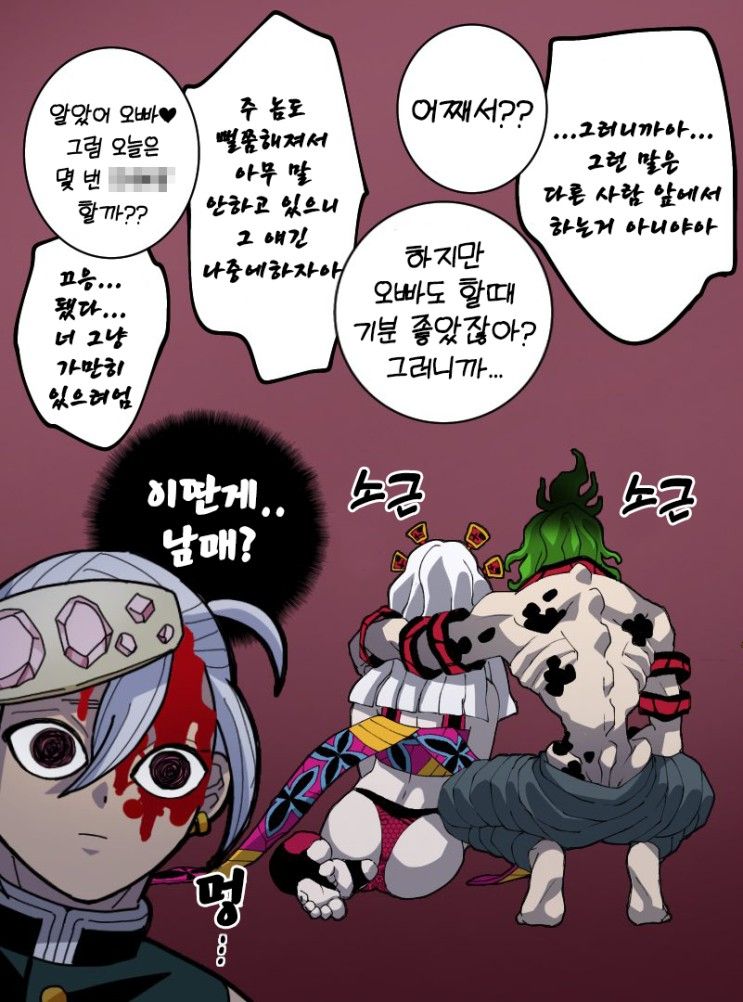 ...그러니까아...
그런 말은
다른 사람 앞에서
하는거 아니야아
어째서??
하지만
오빠도 할때
기분 좋았잖아?
그러니까...
주 놈도
뻘쭘해져서
아무 말
안하고 있으니
그 얘긴
나중에하자아
알았어 오빠♥
그럼 오늘은
몇 번
할까??
끄응...
됐다...
너 그냥
가만히
있으려엄
소근
소근
이딴게..
남매?
멍...